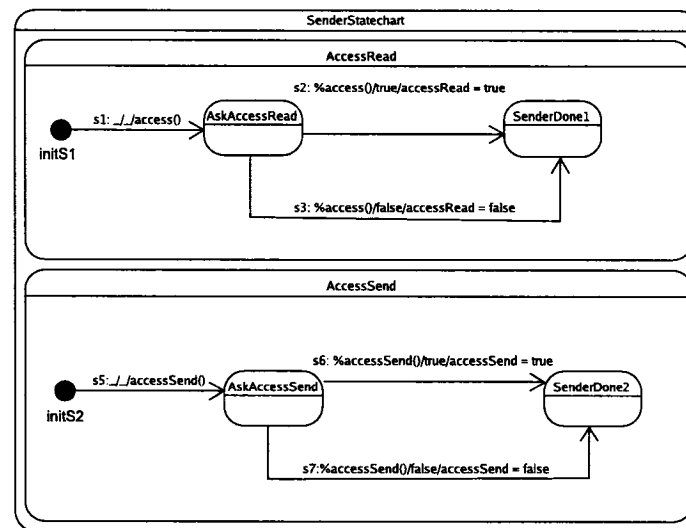 SenderStatechart
AccessRead
s2: %access()/true/accessRead = true
s1: _/_/access()
AskAccessRead
SenderDone1
initS1
s3: %access()/false/accessRead = false
AccessSend
s6: %accessSend()/true/accessSend = true
s5:_/_/accessSend()
AskAccessSend
SenderDone2
initS2
s7:%accessSend()/false/accessSend = false